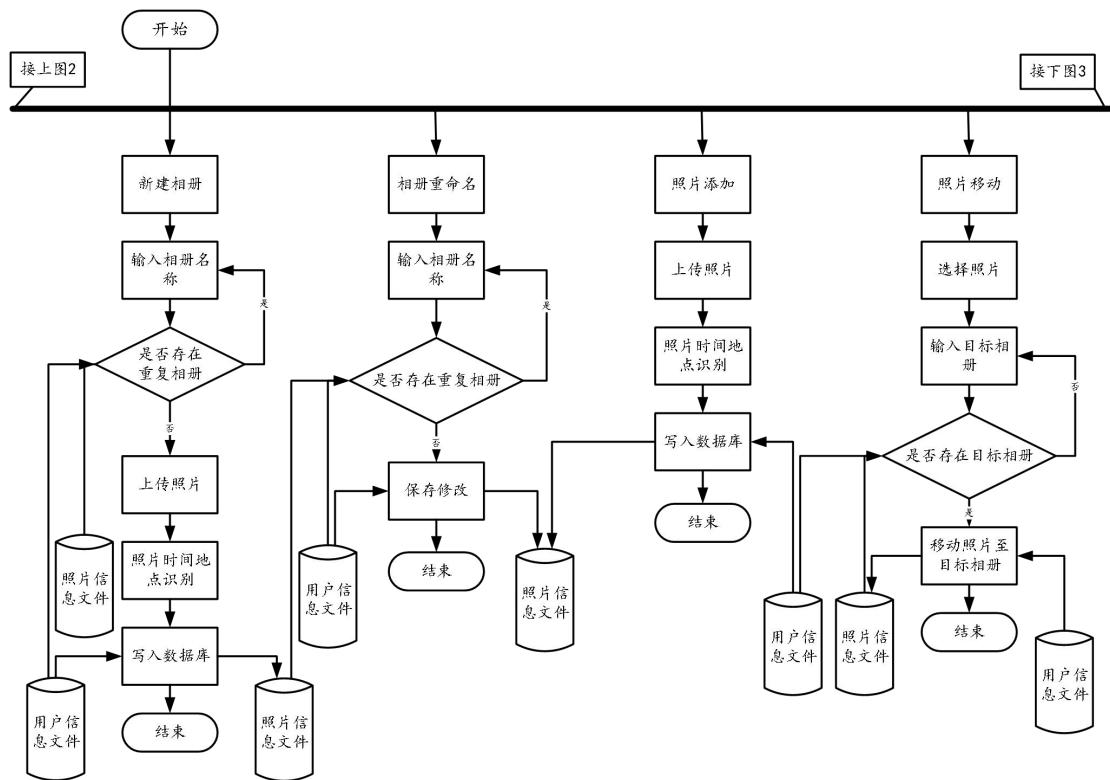 开始
接上图2
接下图3
新建相册
输入相册名
称
是
是否存在
重复相册
否
上传照片
照片时间地
点识别
写入数据库
结束
照片信
息文件
用户信
息文件
照片信
息文件
相册重命名
输入相册名
称
是
是否存在重复相册
否
保存修改
结束
用户信
息文件
照片信
息文件
照片添加
上传照片
照片时间地
点识别
写入数据库
结束
用户信
息文件
照片移动
选择照片
输入目标相
册
否
是否存在目标相册
是
移动照片至
目标相册
结束
照片信
息文件
用户信
息文件